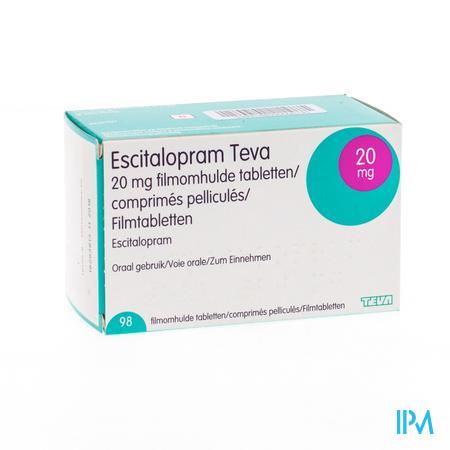 Escitalopram Teva
20 mg filmomhulde tabletten/
comprimés pelliculés/
Filmtabletten
Escitalopram
Oraal gebruik/Voie orale/Zum Einnehmen
20
mg
98
filmomhulde tabletten/comprimés pelliculés/Filmtabletten
TEVA
IPM